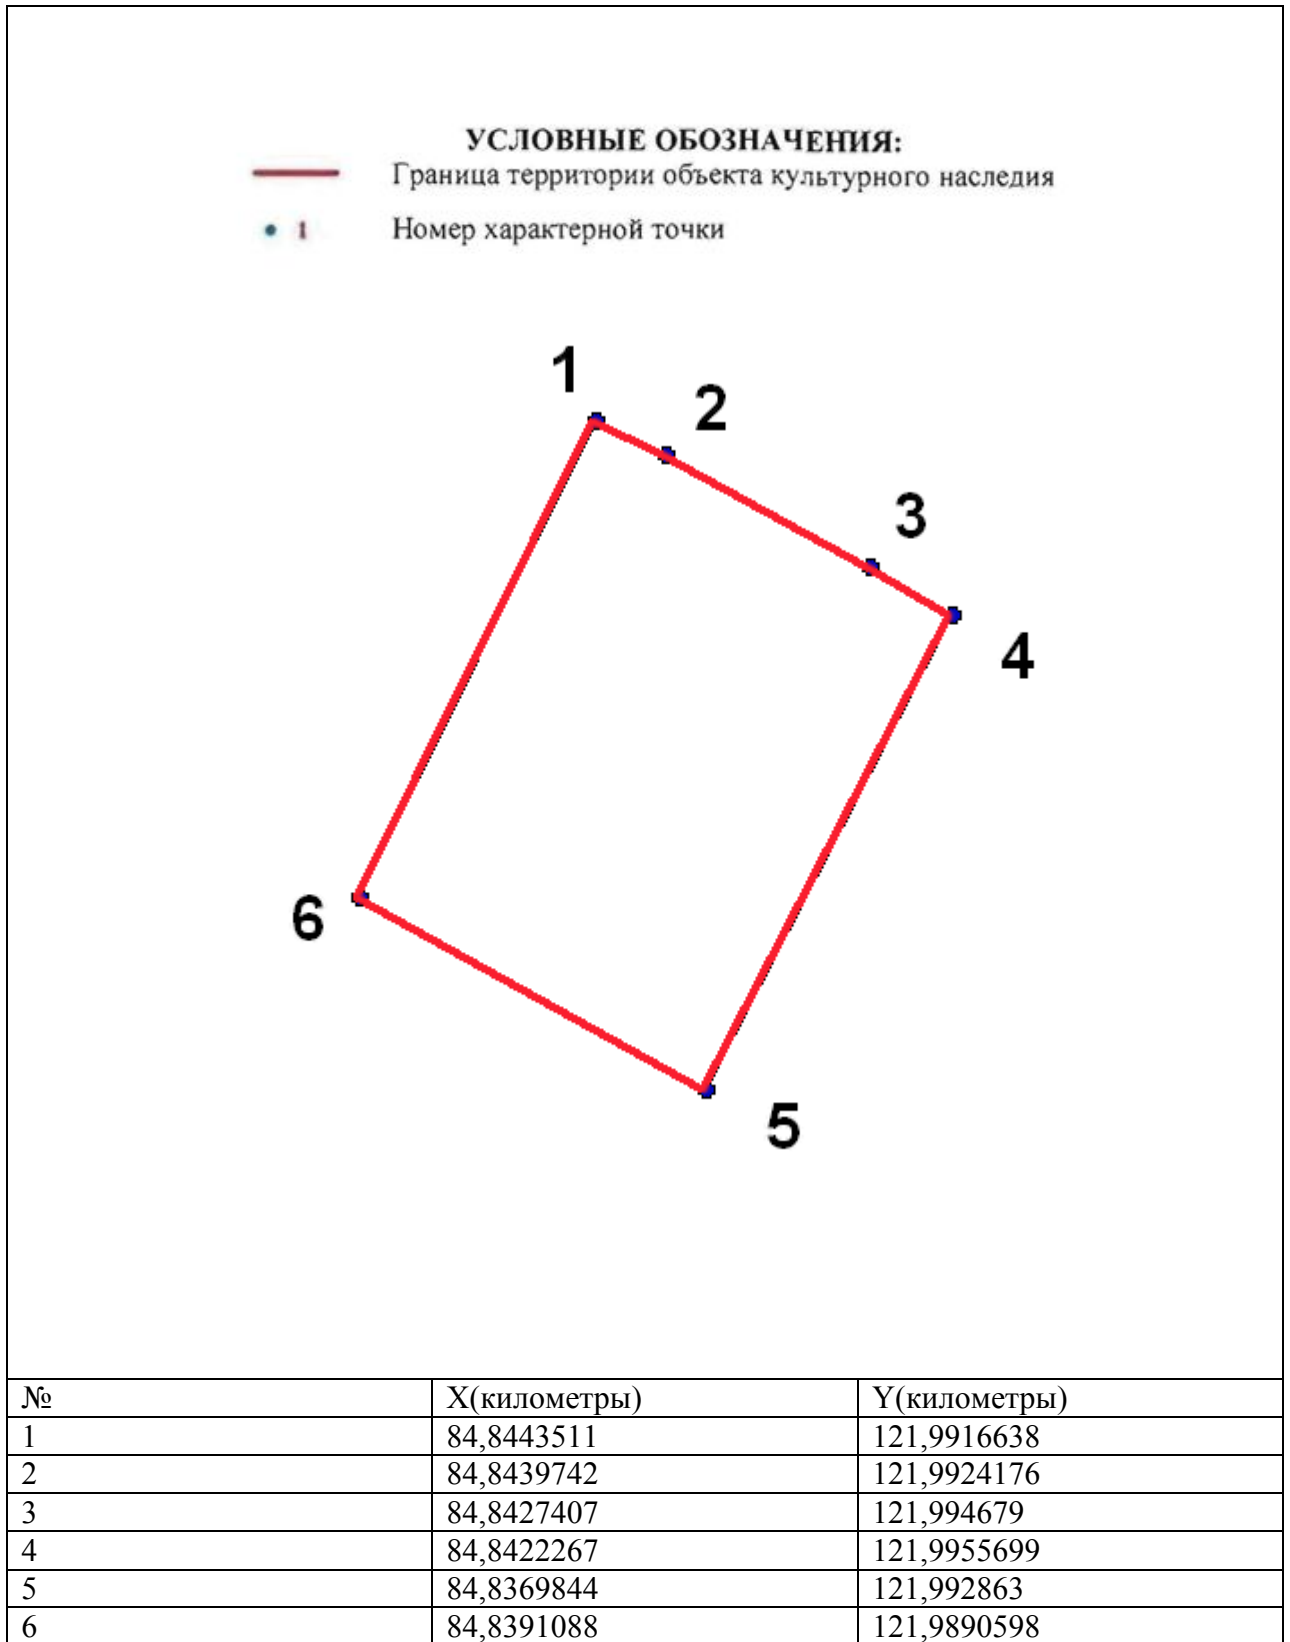 УСЛОВНЫЕ ОБОЗНАЧЕНИЯ:
Граница территории объекта культурного наследия
1 Номер характерной точки
1
2
3
4
6
5
№ X(километры) Y(километры)
1 84,8443511 121,9916638
2 84,8439742 121,9924176
3 84,8427407 121,994679
4 84,8422267 121,9955699
5 84,8369844 121,992863
6 84,8391088 121,9890598